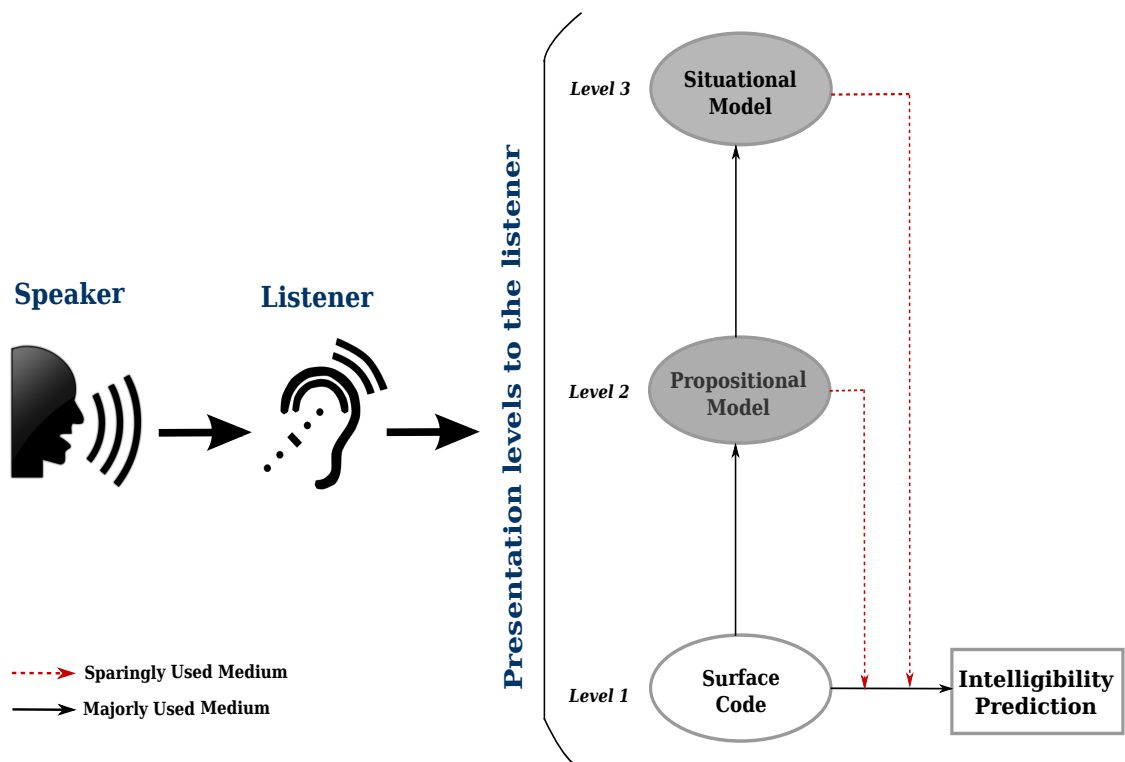 Speaker
Listener
Presentation levels to the listener
Level 3
Situational
Model
Level 2
Propositional
Model
Level 1
Surface
Code
Intelligibility
Prediction
Sparingly Used Medium
Majorly Used Medium